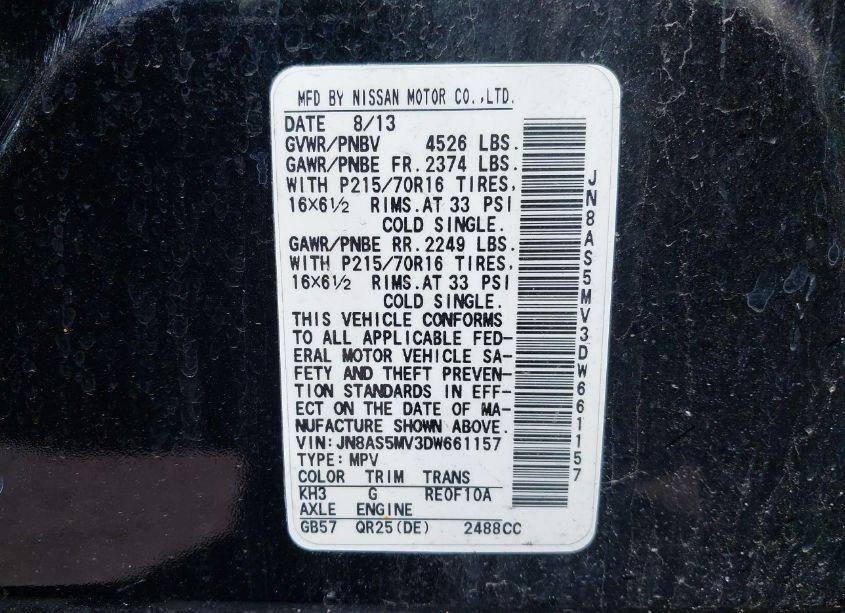 MFD BY NISSAN MOTOR CO.,LTD.
DATE 8/13
GVWR/PNBV 4526 LBS.
GAWR/PNBE FR. 2374 LBS.
WITH P215/70R16 TIRES,
16×6½ RIMS. AT 33 PSI
COLD SINGLE.
GAWR/PNBE RR. 2249 LBS.
WITH P215/70R16 TIRES,
16×6½ RIMS. AT 33 PSI
COLD SINGLE.
THIS VEHICLE CONFORMS
TO ALL APPLICABLE FED-
ERAL MOTOR VEHICLE SA-
FETY AND THEFT PREVEN-
TION STANDARDS IN EFF-
ECT ON THE DATE OF MA-
NUFACTURE SHOWN ABOVE.
VIN: JN8AS5MV3DW661157
TYPE: MPV
COLOR TRIM TRANS
KH3 G RE0F10A
AXLE ENGINE
GB57 QR25(DE) 2488CC
JN8AS5MV3DW661157